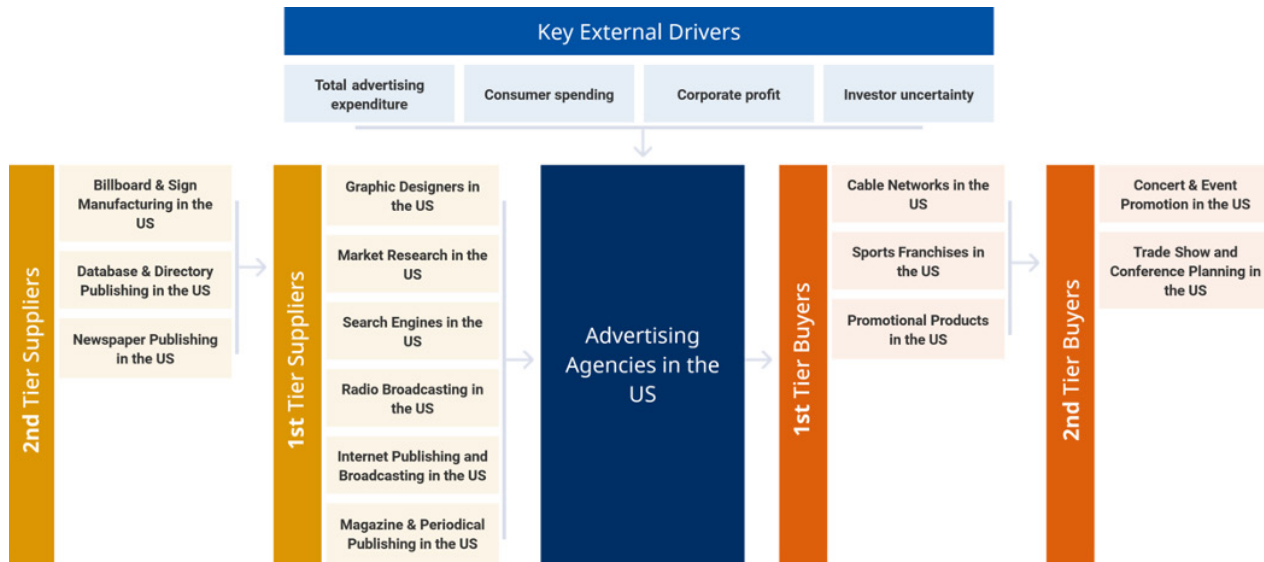 Key External Drivers
Total advertising
expenditure
Consumer spending
Corporate profit
Investor uncertainty
2nd Tier Suppliers
Billboard & Sign
Manufacturing in the
US
Database & Directory
Publishing in the US
Newspaper Publishing
in the US
1st Tier Suppliers
Graphic Designers in
the US
Market Research in the
US
Search Engines in the
US
Radio Broadcasting in
the US
Internet Publishing and
Broadcasting in the US
Magazine & Periodical
Publishing in the US
Advertising
Agencies in the
US
1st Tier Buyers
Cable Networks in the
US
Sports Franchises in
the US
Promotional Products
in the US
2nd Tier Buyers
Concert & Event
Promotion in the US
Trade Show and
Conference Planning in
the US